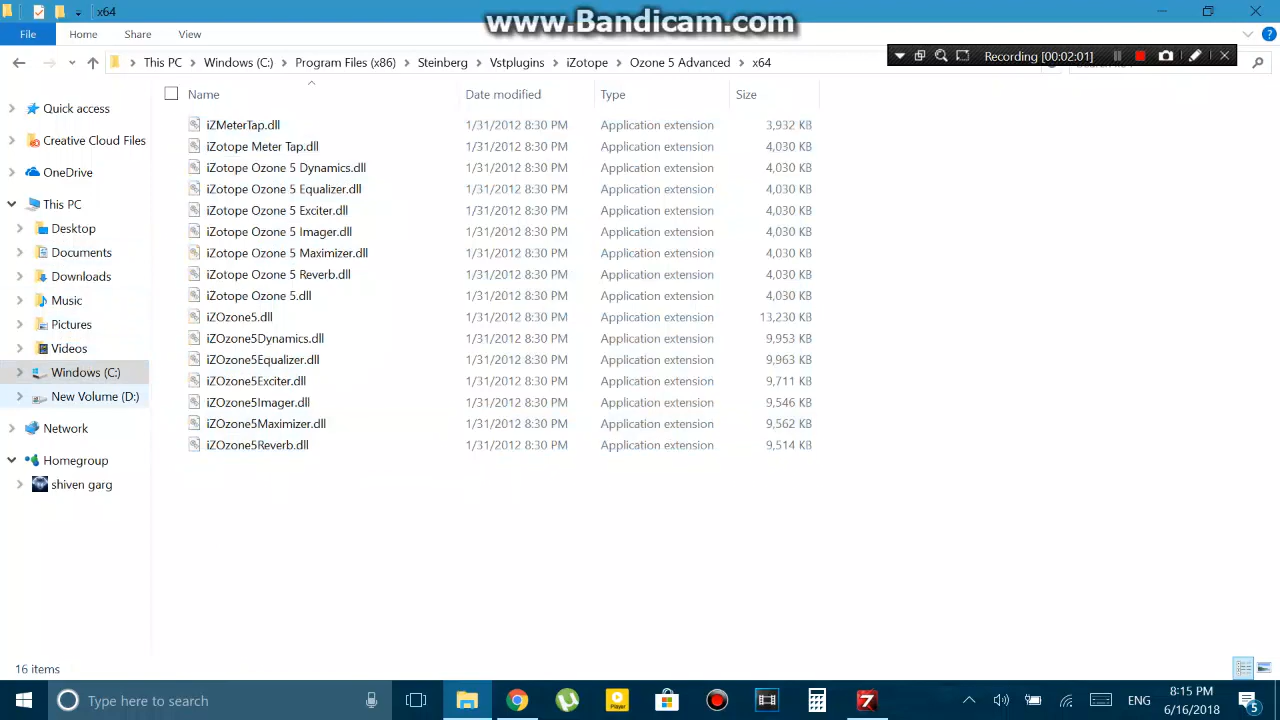 x64
www.Bandicam.com
File Home Share View
This PC Windows (C:) Program Files (x86) Steinberg Vstplugins iZotope Ozone 5 Advanced x64
Recording [00:02:01]
Name Date modified Type Size
iZMeterTap.dll 1/31/2012 8:30 PM Application extension 3,932 KB
iZotope Meter Tap.dll 1/31/2012 8:30 PM Application extension 4,030 KB
iZotope Ozone 5 Dynamics.dll 1/31/2012 8:30 PM Application extension 4,030 KB
iZotope Ozone 5 Equalizer.dll 1/31/2012 8:30 PM Application extension 4,030 KB
iZotope Ozone 5 Exciter.dll 1/31/2012 8:30 PM Application extension 4,030 KB
iZotope Ozone 5 Imager.dll 1/31/2012 8:30 PM Application extension 4,030 KB
iZotope Ozone 5 Maximizer.dll 1/31/2012 8:30 PM Application extension 4,030 KB
iZotope Ozone 5 Reverb.dll 1/31/2012 8:30 PM Application extension 4,030 KB
iZotope Ozone 5.dll 1/31/2012 8:30 PM Application extension 4,030 KB
iZOzone5.dll 1/31/2012 8:30 PM Application extension 13,230 KB
iZOzone5Dynamics.dll 1/31/2012 8:30 PM Application extension 9,953 KB
iZOzone5Equalizer.dll 1/31/2012 8:30 PM Application extension 9,963 KB
iZOzone5Exciter.dll 1/31/2012 8:30 PM Application extension 9,711 KB
iZOzone5Imager.dll 1/31/2012 8:30 PM Application extension 9,546 KB
iZOzone5Maximizer.dll 1/31/2012 8:30 PM Application extension 9,562 KB
iZOzone5Reverb.dll 1/31/2012 8:30 PM Application extension 9,514 KB
Quick access
Creative Cloud Files
OneDrive
This PC
Desktop
Documents
Downloads
Music
Pictures
Videos
Windows (C:)
New Volume (D:)
Network
Homegroup
shiven garg
16 items
Type here to search
Player
ENG
8:15 PM
6/16/2018
5